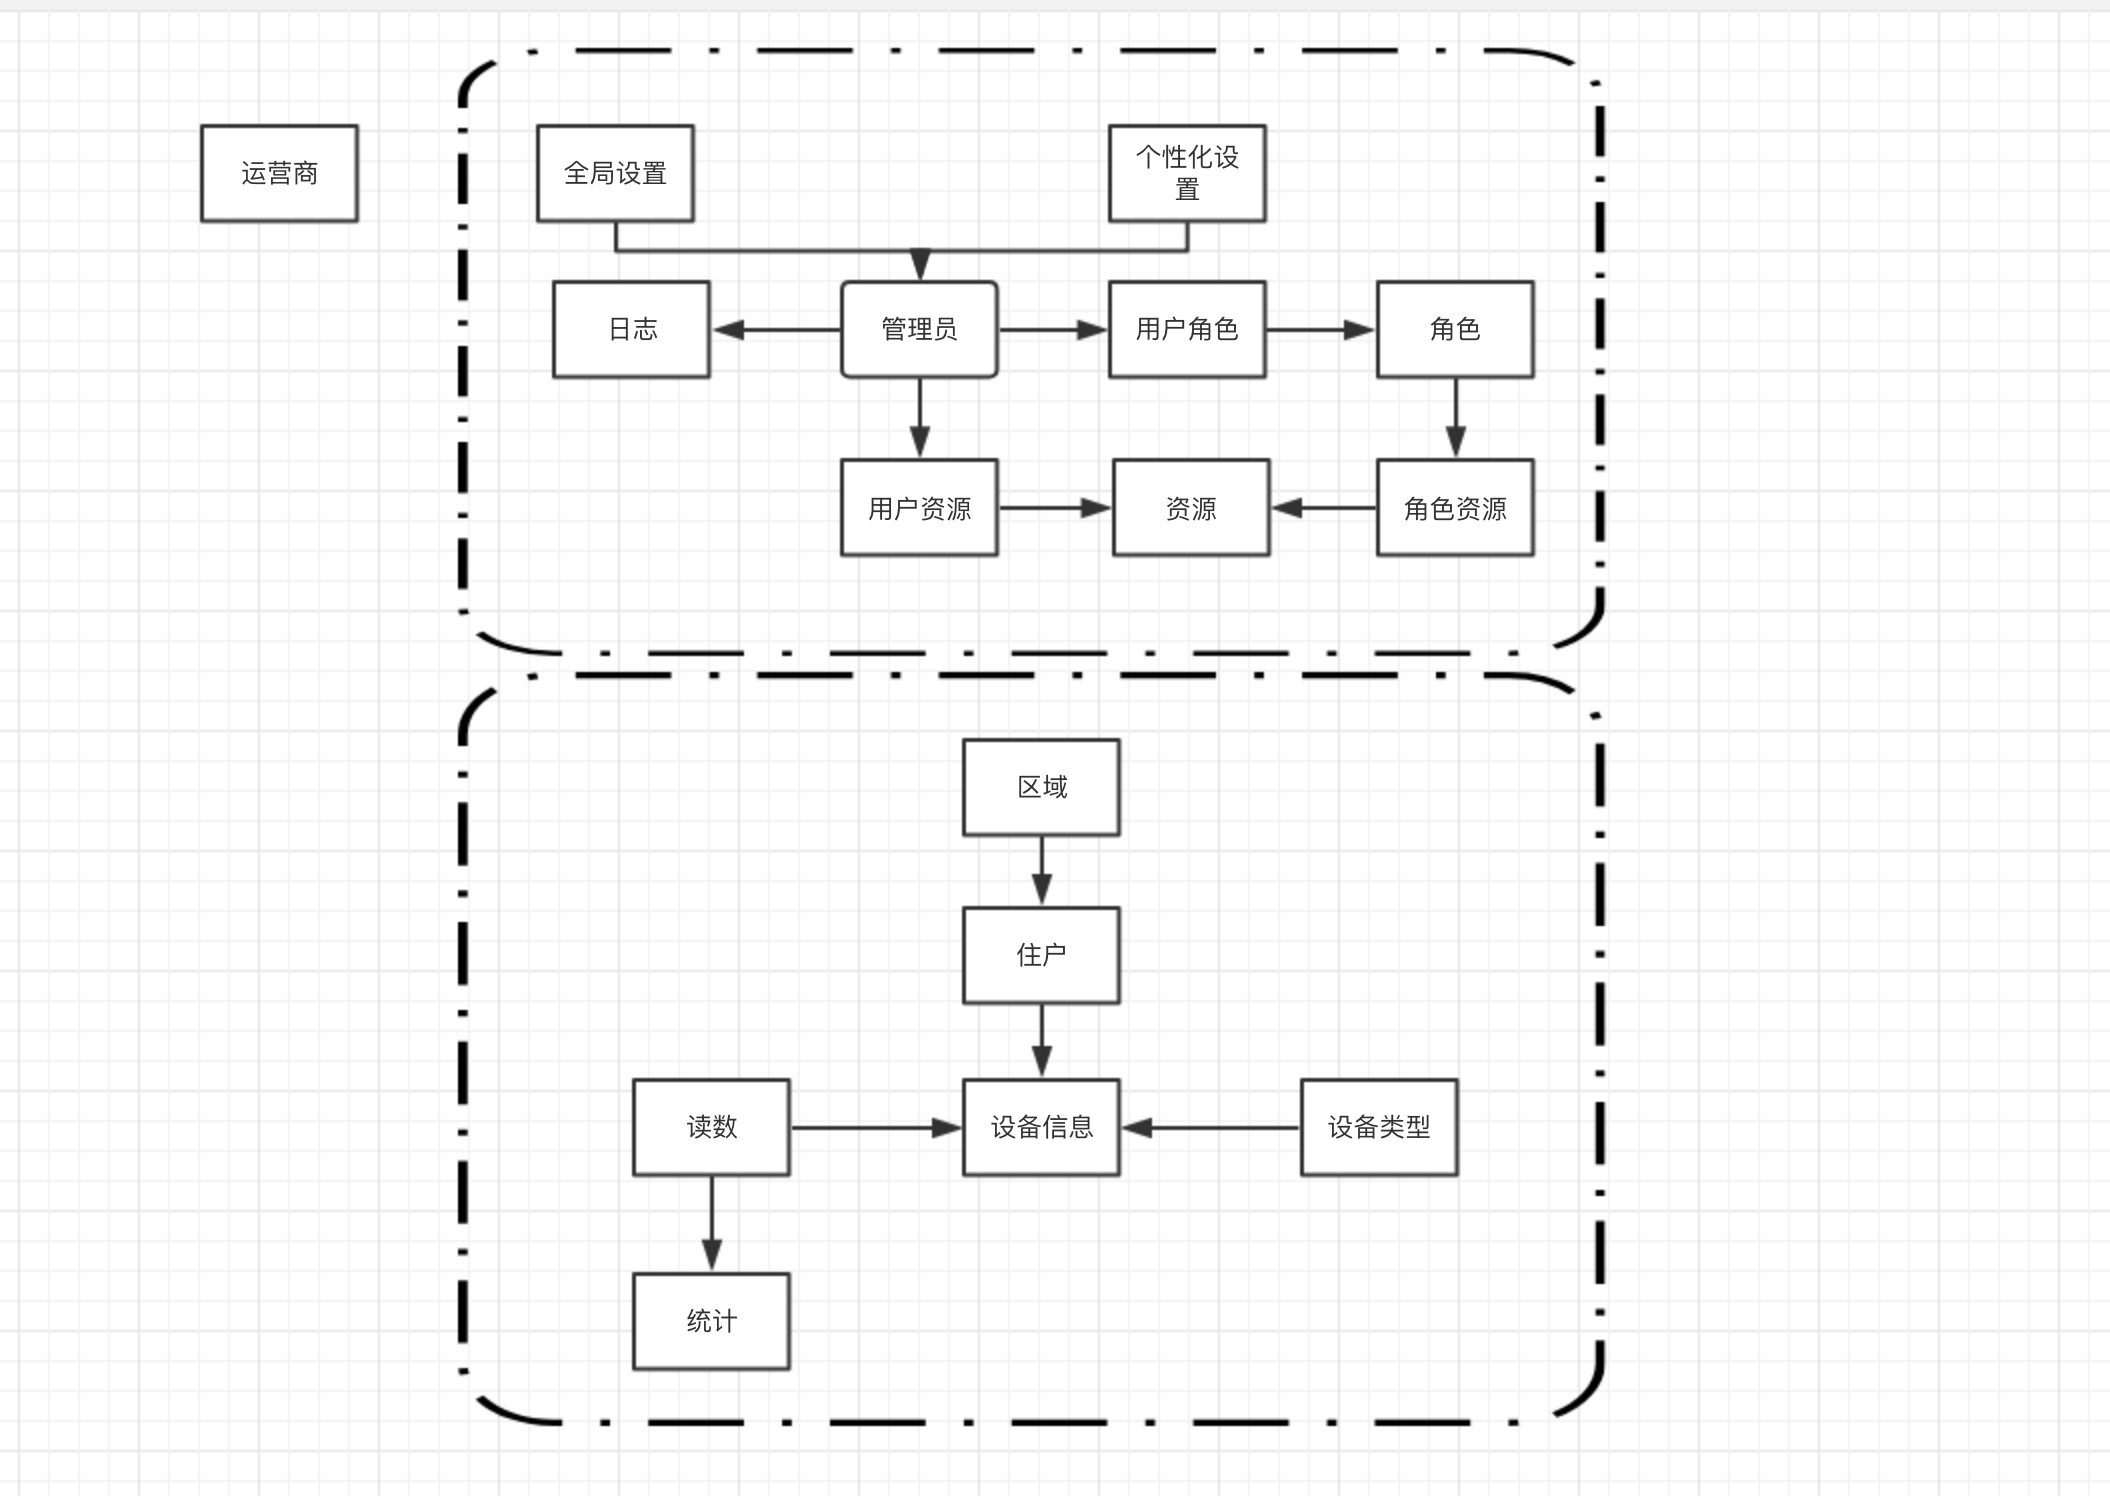 运营商
全局设置
个性化设
置
日志
管理员
用户角色
角色
用户资源
资源
角色资源
区域
住户
读数
设备信息
设备类型
统计